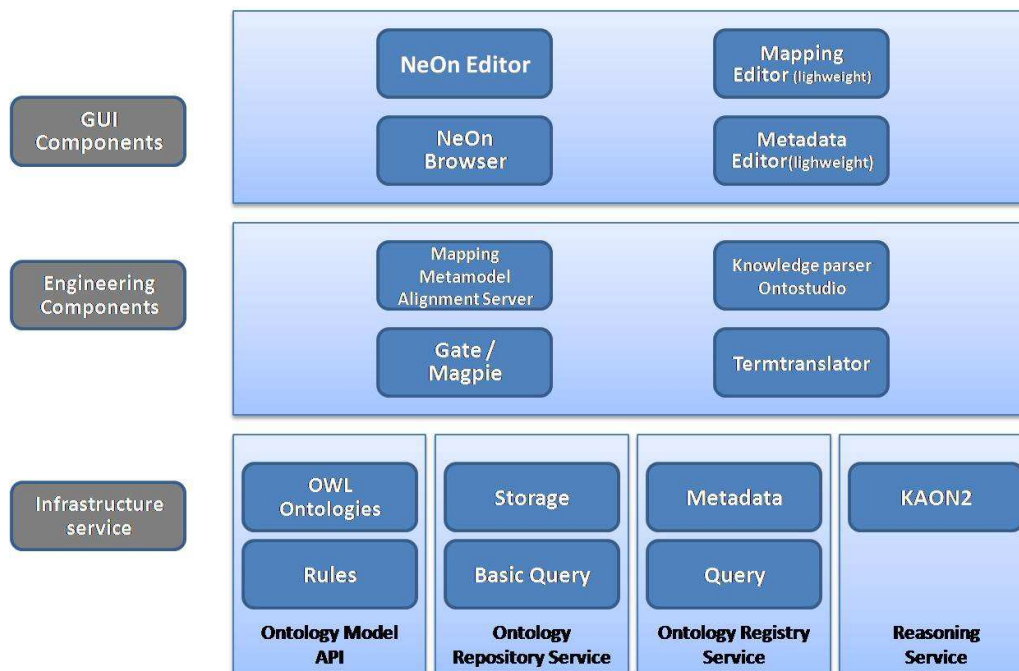 GUI
Components
NeOn Editor
Mapping
Editor (lighweight)
NeOn
Browser
Metadata
Editor(lighweight)
Engineering
Components
Mapping
Metamodel
Alignment Server
Knowledge parser
Ontostudio
Gate /
Magpie
Termtranslator
Infrastructure
service
OWL
Ontologies
Rules
Ontology Model
API
Storage
Basic Query
Ontology
Repository Service
Metadata
Query
Ontology Registry
Service
KAON2
Reasoning
Service